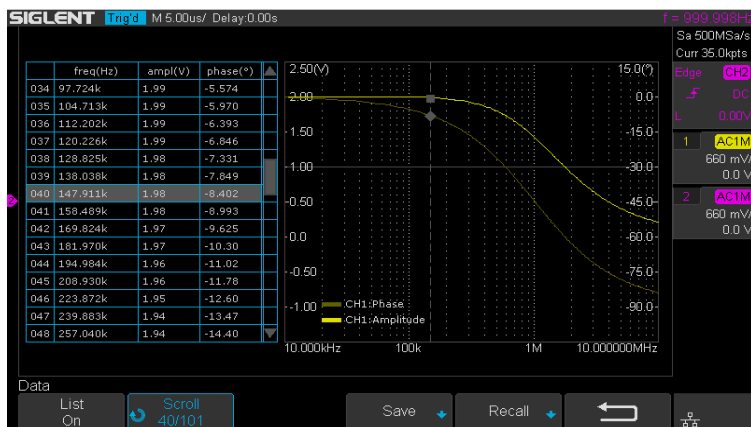 SIGLENT Trig'd M 5.00us/ Delay:0.00s f = 999.998Hz
Sa 500MSa/s
Curr 35.0kpts
Edge CH2
DC
L 0.00V
1 AC1M
660 mV/
0.0 V
2 AC1M
660 mV/
0.0 V
freq(Hz) ampl(V) phase(°)
034 97.724k 1.99 -5.574
035 104.713k 1.99 -5.970
036 112.202k 1.99 -6.393
037 120.226k 1.99 -6.846
038 128.825k 1.98 -7.331
039 138.038k 1.98 -7.849
040 147.911k 1.98 -8.402
041 158.489k 1.98 -8.993
042 169.824k 1.97 -9.625
043 181.970k 1.97 -10.30
044 194.984k 1.96 -11.02
045 208.930k 1.96 -11.78
046 223.872k 1.95 -12.60
047 239.883k 1.94 -13.47
048 257.040k 1.94 -14.40
2.50(V) 15.0(°)
2.00 0.0
1.50 -15.0
1.00 -30.0
0.50 -45.0
0.0 -60.0
-0.50 -75.0
-1.00 -90.0
CH1:Phase
CH1:Amplitude
10.000kHz 100k 1M 10.000000MHz
2
Data
List
On
Scroll
40/101
Save
Recall